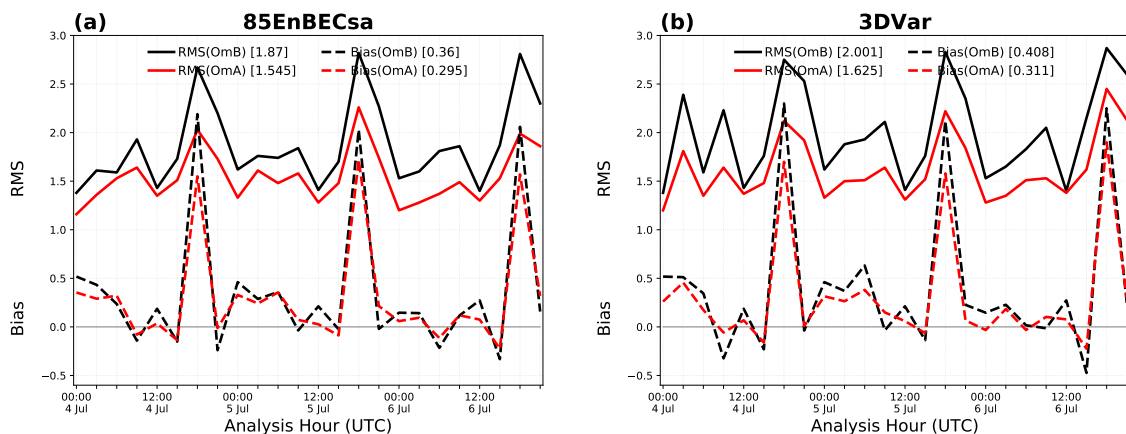 (a) 85EnBECsa
3.0
2.5
2.0
1.5
1.0
0.5
0.0
−0.5
RMS
Bias
RMS(OmB) [1.87]
RMS(OmA) [1.545]
Bias(OmB) [0.36]
Bias(OmA) [0.295]
00:00 12:00 00:00 12:00 00:00 12:00
4 Jul 4 Jul 5 Jul 5 Jul 6 Jul 6 Jul
Analysis Hour (UTC)
(b) 3DVar
3.0
2.5
2.0
1.5
1.0
0.5
0.0
−0.5
RMS
Bias
RMS(OmB) [2.001]
RMS(OmA) [1.625]
Bias(OmB) [0.408]
Bias(OmA) [0.311]
00:00 12:00 00:00 12:00 00:00 12:00
4 Jul 4 Jul 5 Jul 5 Jul 6 Jul 6 Jul
Analysis Hour (UTC)